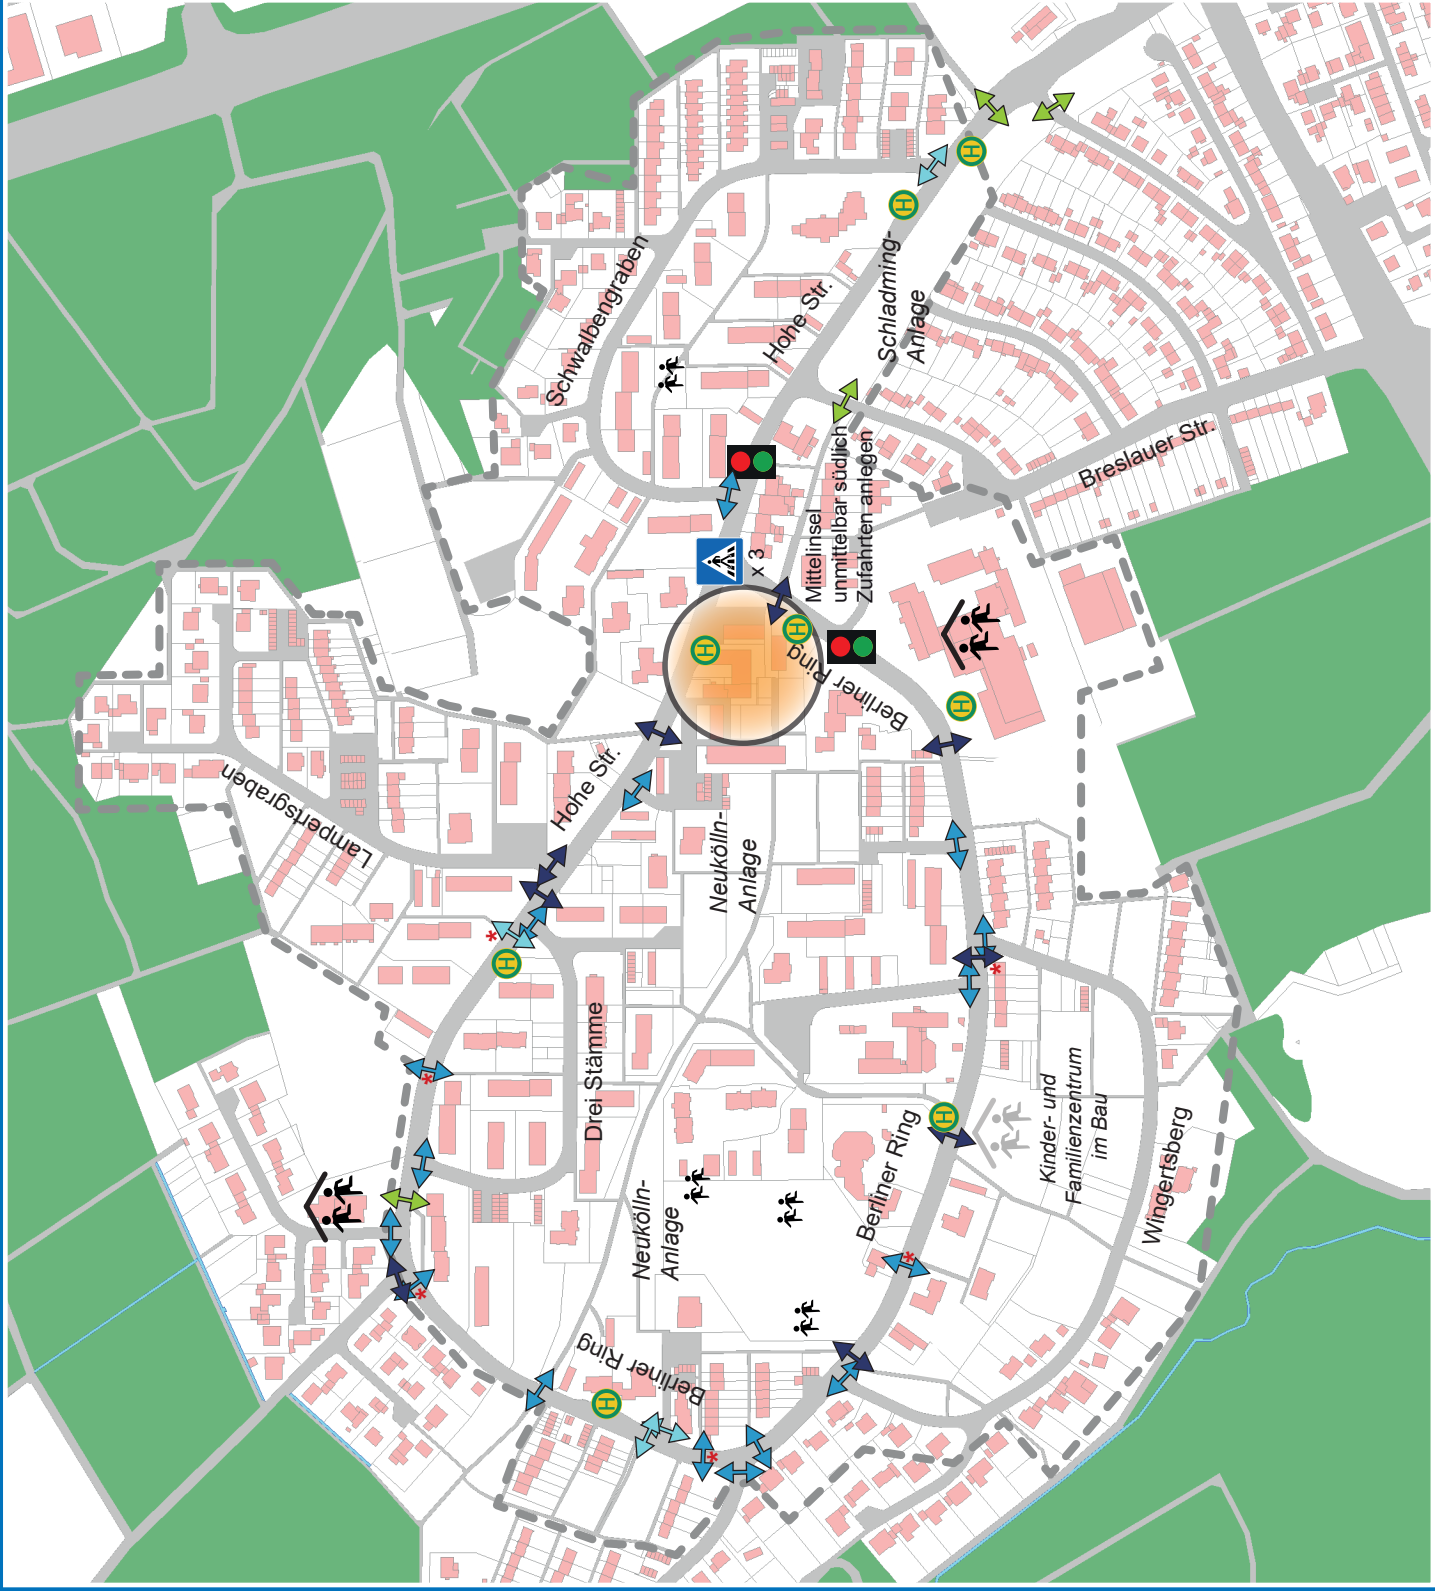 Schwalbengraben
Hohe Str.
Schladming-
Anlage
Breslauer Str.
Mittelinsel
unmittelbar südlich
Zufahrten anlegen
x 3
H
H
H
H
Berliner Ring
H
Lampertsgraben
Hohe Str.
Neukölln-
Anlage
*
H
*
Drei Stämme
*
H
Kinder- und
Familienzentrum
im Bau
Wingertsberg
Berliner Ring
*
Neukölln-
Anlage
*
Berliner Ring
H
*